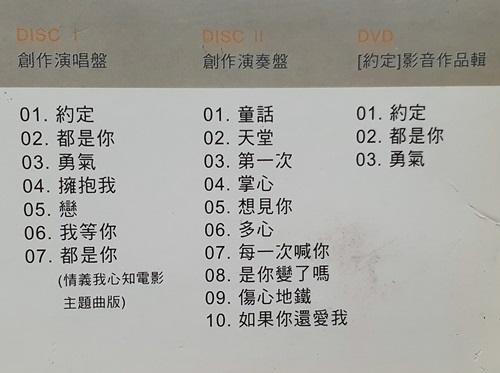 DISC I
創作演唱盤
01. 約定
02. 都是你
03. 勇氣
04. 擁抱我
05. 戀
06. 我等你
07. 都是你
(情義我心知電影
主題曲版)
DISC II
創作演奏盤
01. 童話
02. 天堂
03. 第一次
04. 掌心
05. 想見你
06. 多心
07. 每一次喊你
08. 是你變了嗎
09. 傷心地鐵
10. 如果你還愛我
DVD
[約定]影音作品輯
01. 約定
02. 都是你
03. 勇氣